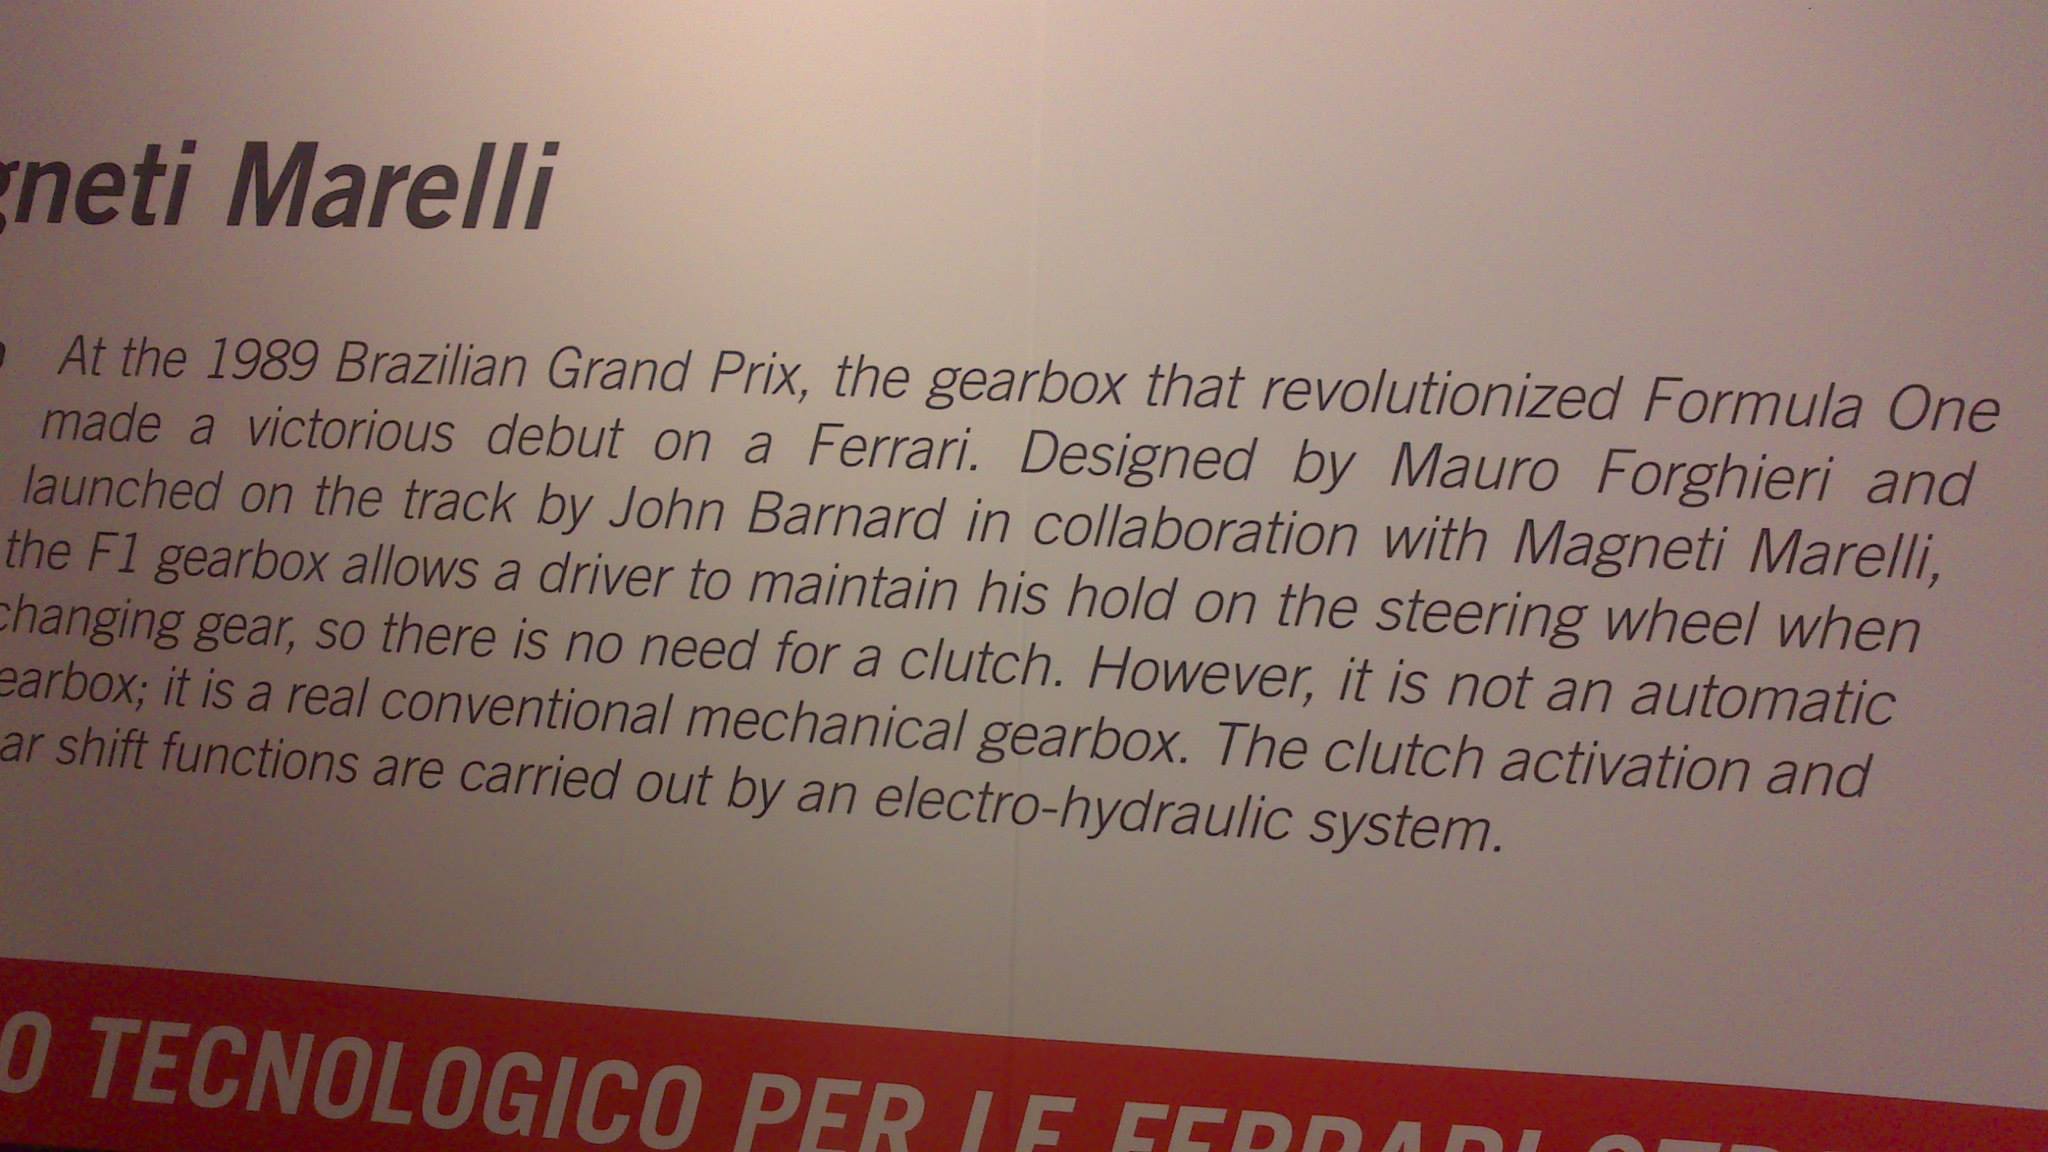 gneti Marelli
At the 1989 Brazilian Grand Prix, the gearbox that revolutionized Formula One
made a victorious debut on a Ferrari. Designed by Mauro Forghieri and
launched on the track by John Barnard in collaboration with Magneti Marelli,
the F1 gearbox allows a driver to maintain his hold on the steering wheel when
changing gear, so there is no need for a clutch. However, it is not an automatic
earbox; it is a real conventional mechanical gearbox. The clutch activation and
ar shift functions are carried out by an electro-hydraulic system.
O TECNOLOGICO PER LE FERRARI STR